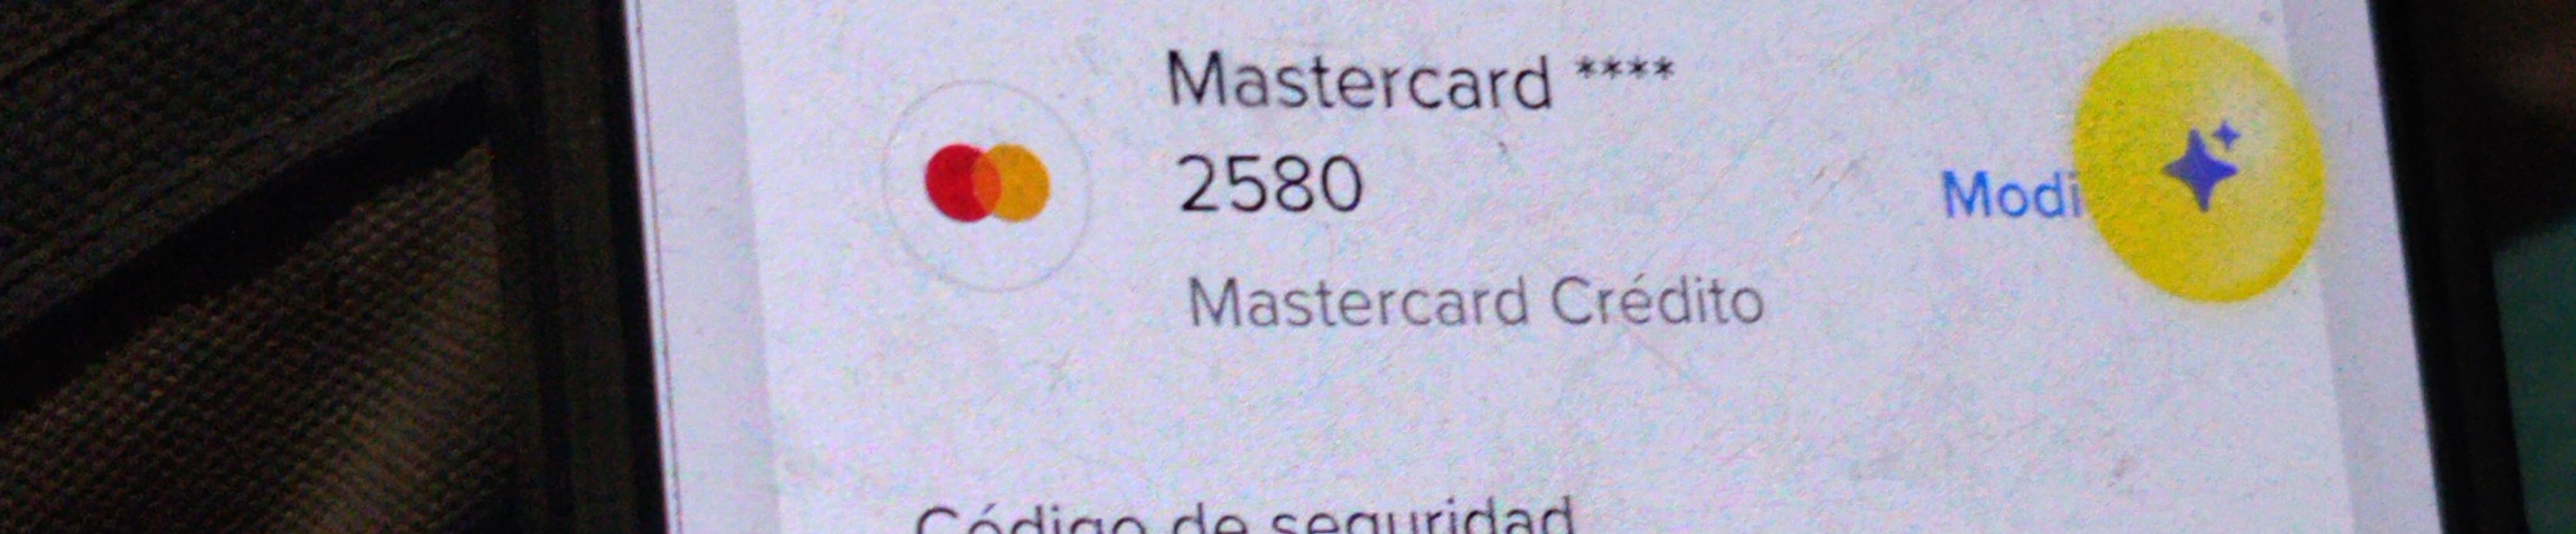 Mastercard ****
2580
Modi
Mastercard Crédito
Código de seguridad